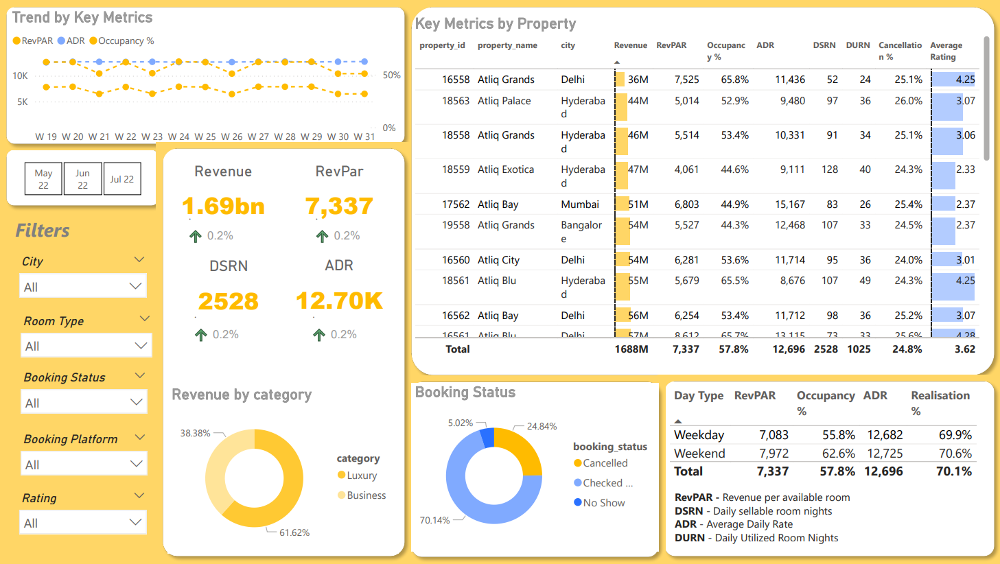 Trend by Key Metrics
RevPAR ADR Occupancy %
10K
5K
50%
0%
W 19 W 20 W 21 W 22 W 23 W 24 W 25 W 26 W 27 W 28 W 29 W 30 W 31
May
22
Jun
22
Jul 22
Filters
City
All
Room Type
All
Booking Status
All
Booking Platform
All
Rating
All
Revenue
1.69bn
0.2%
RevPar
7,337
0.2%
DSRN
2528
0.2%
ADR
12.70K
0.2%
Revenue by category
38.38%
61.62%
category
Luxury
Business
Key Metrics by Property
property_id property_name city Revenue RevPAR Occupanc ADR DSRN DURN Cancellatio Average
y % n % Rating
16558 Atliq Grands Delhi 36M 7,525 65.8% 11,436 52 24 25.1% 4.25
18563 Atliq Palace Hyderaba 44M 5,014 52.9% 9,480 97 36 26.0% 3.07
d
18558 Atliq Grands Hyderaba 46M 5,514 53.4% 10,331 91 34 25.1% 3.06
d
18559 Atliq Exotica Hyderaba 47M 4,061 44.6% 9,111 128 40 24.3% 2.33
d
17562 Atliq Bay Mumbai 51M 6,803 44.9% 15,167 83 26 25.4% 2.37
19558 Atliq Grands Bangalor 54M 5,527 44.3% 12,468 107 33 24.5% 2.37
e
16560 Atliq City Delhi 54M 6,281 53.6% 11,714 95 36 24.0% 3.01
18561 Atliq Blu Hyderaba 55M 5,679 65.5% 8,676 107 49 24.3% 4.25
d
16562 Atliq Bay Delhi 56M 6,254 53.4% 11,712 98 36 25.2% 3.07
16561 Atliq Blu Delhi 57M 8,612 65.7% 13,115 73 33 25.6% 4.28
Total 1688M 7,337 57.8% 12,696 2528 1025 24.8% 3.62
Booking Status
5.02%
24.84%
70.14%
booking_status
Cancelled
Checked ...
No Show
Day Type RevPAR Occupancy ADR Realisation
% %
Weekday 7,083 55.8% 12,682 69.9%
Weekend 7,972 62.6% 12,725 70.6%
Total 7,337 57.8% 12,696 70.1%
RevPAR - Revenue per available room
DSRN - Daily sellable room nights
ADR - Average Daily Rate
DURN - Daily Utilized Room Nights